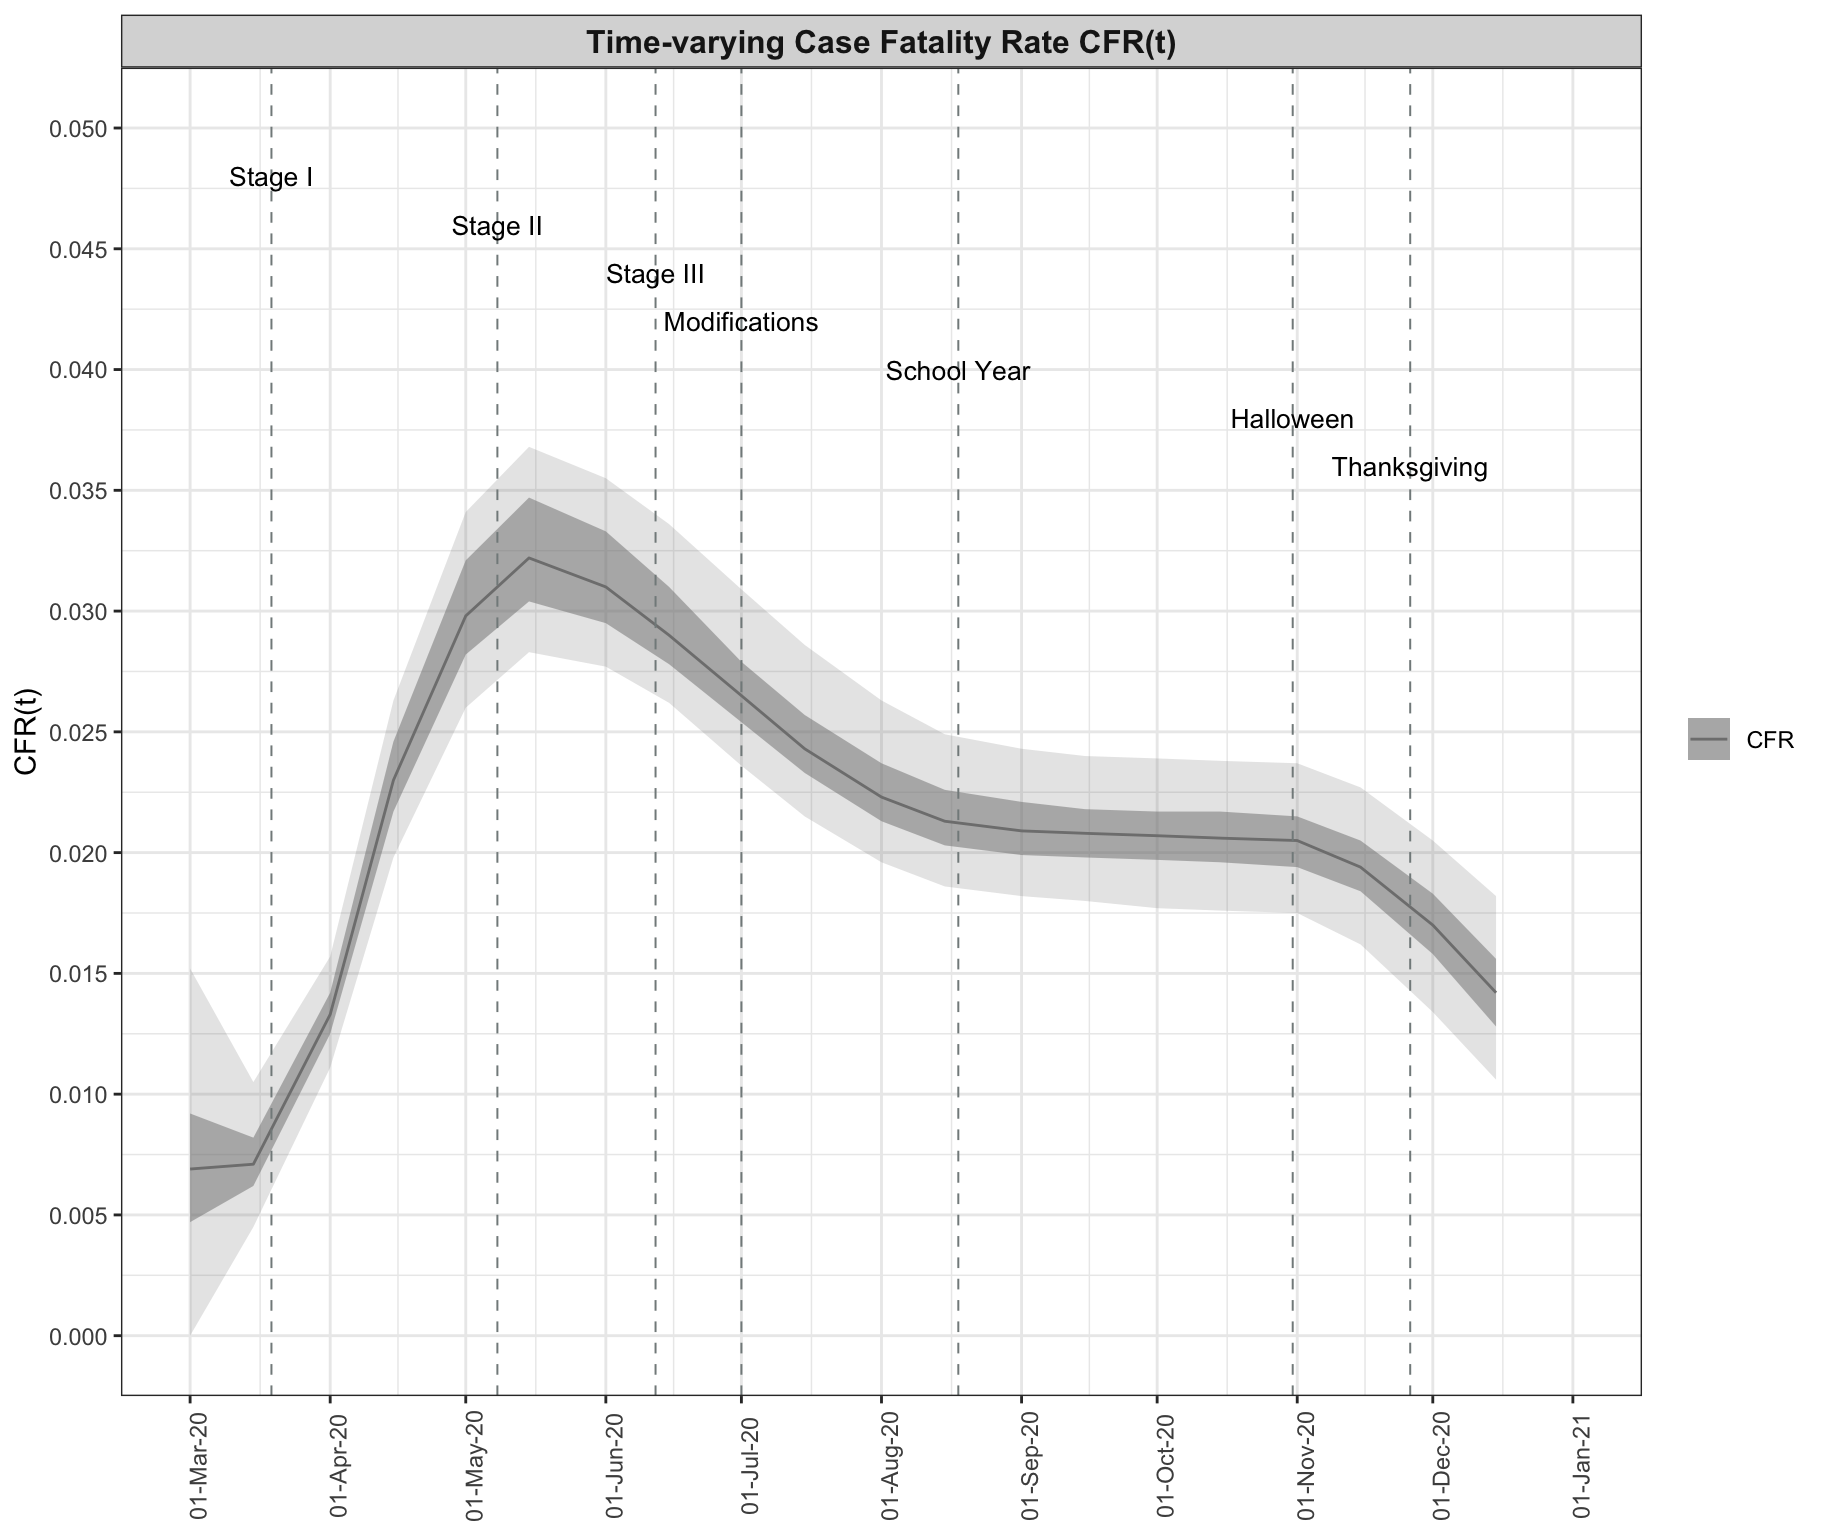 Time-varying Case Fatality Rate CFR(t)
0.050
Stage I
Stage II
0.045
Stage III
Modifications
0.040
School Year
Halloween
Thanksgiving
0.035
0.030
CFR(t)
0.025
CFR
0.020
0.015
0.010
0.005
0.000
01-Mar-20
01-Apr-20
01-May-20
01-Jun-20
01-Jul-20
01-Aug-20
01-Sep-20
01-Oct-20
01-Nov-20
01-Dec-20
01-Jan-21